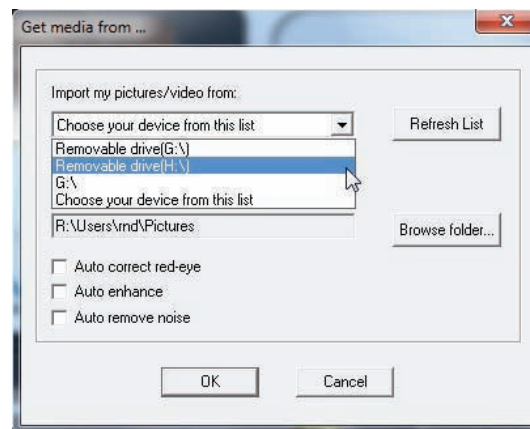 Get media from ...
Import my pictures/video from:
Choose your device from this list
Refresh List
Removable drive(G:\)
Removable drive(H:\)
G:\
Choose your device from this list
R:\Users\rnd\Pictures
Browse folder...
Auto correct red-eye
Auto enhance
Auto remove noise
OK
Cancel